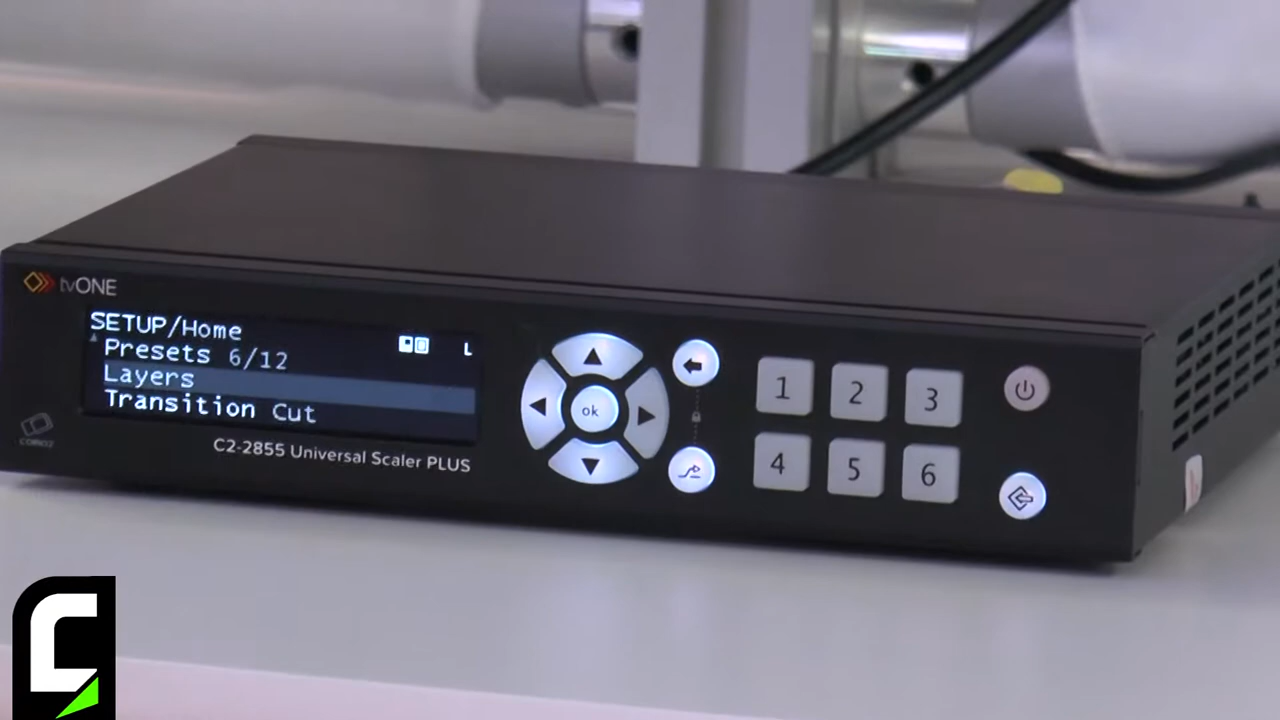 tvONE
SETUP/Home
L
Presets 6/12
Layers
Transition Cut
CORIO2
C2-2855 Universal Scaler PLUS
ok
1 2 3
4 5 6